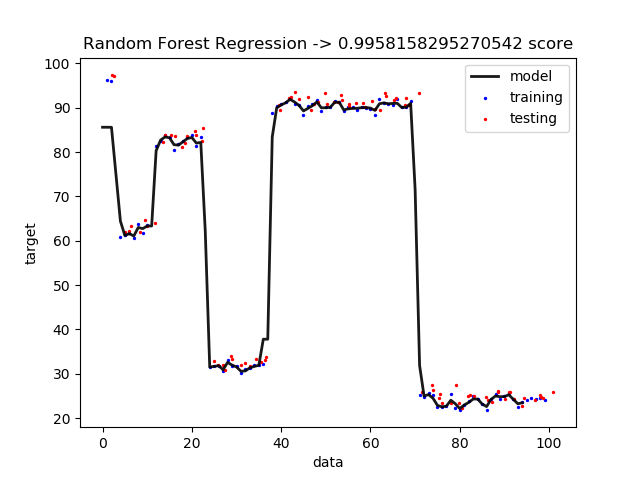 Random Forest Regression -> 0.9958158295270542 score
model
training
testing
100
90
80
70
60
50
40
30
20
target
0 20 40 60 80 100
data